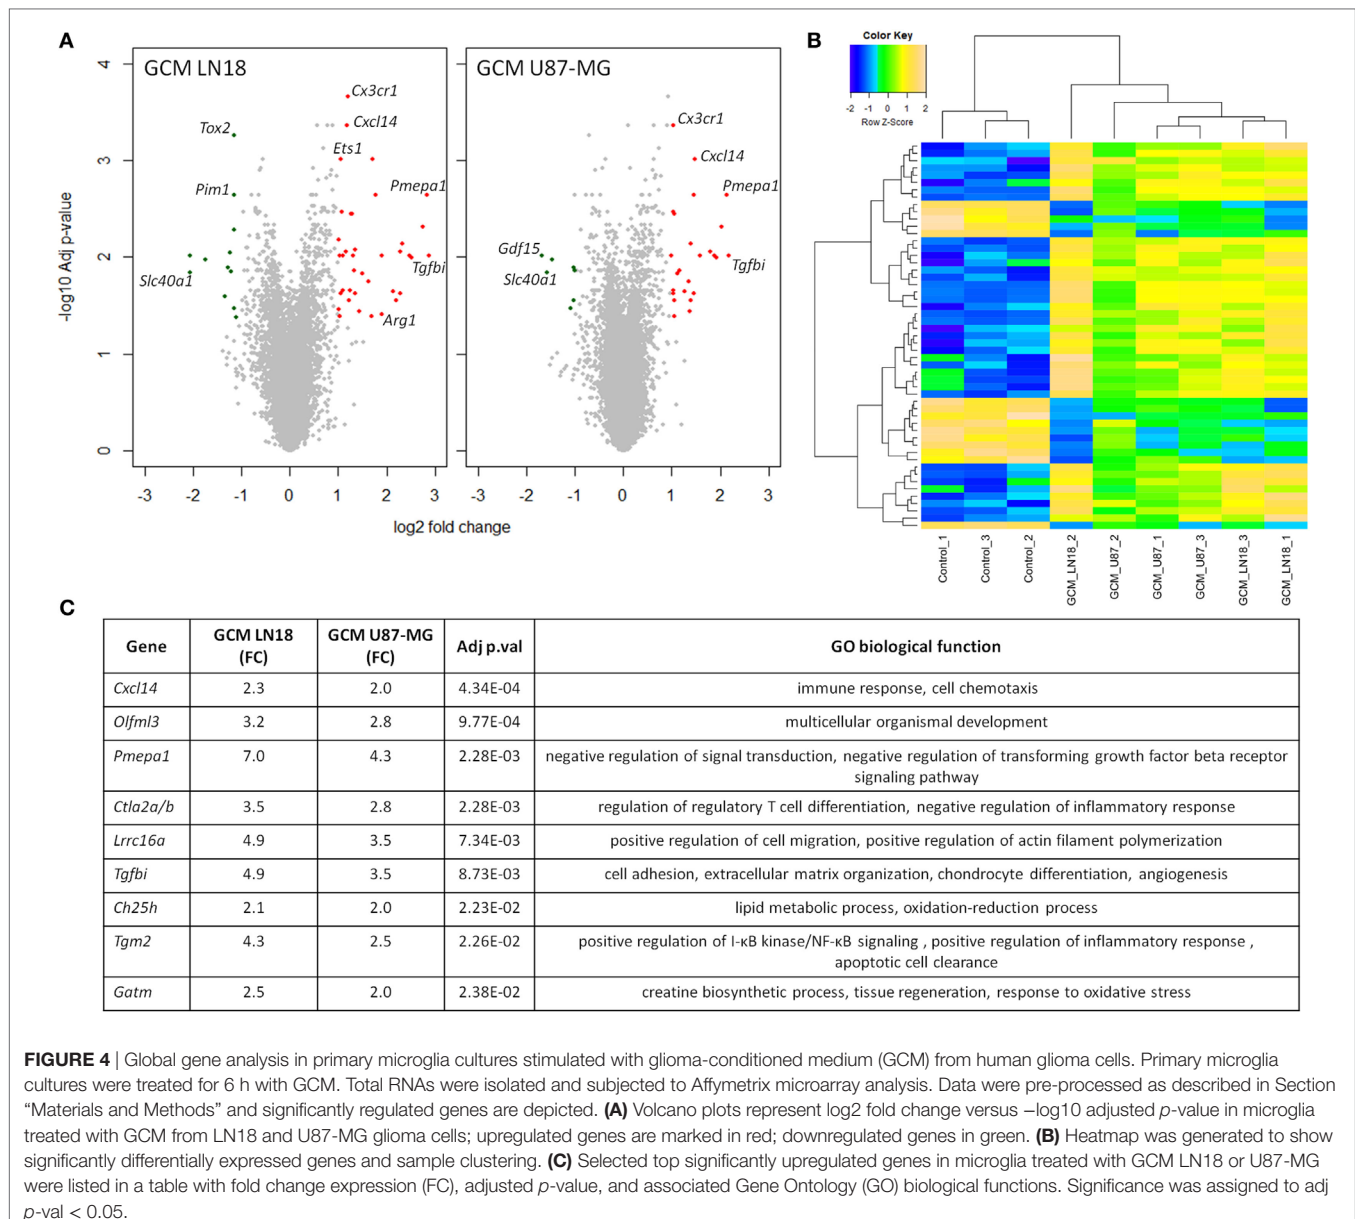 A
GCM LN18
GCM U87-MG
4
3
2
1
0
-log10 Adj p-value
Cx3cr1
Cxcl14
Tox2
Ets1
Pim1
Pmepa1
Slc40a1
Tgfbi
Arg1
Cx3cr1
Cxcl14
Pmepa1
Gdf15
Slc40a1
Tgfbi
-3 -2 -1 0 1 2 3
-3 -2 -1 0 1 2 3
log2 fold change
B
Color Key
-2 -1 0 1 2
Row Z-Score
Control_1
Control_3
Control_2
GCM_LN18_2
GCM_U87_2
GCM_U87_1
GCM_U87_3
GCM_LN18_3
GCM_LN18_1
C
Gene GCM LN18 (FC) GCM U87-MG (FC) Adj p.val GO biological function
Cxcl14 2.3 2.0 4.34E-04 immune response, cell chemotaxis
Olfml3 3.2 2.8 9.77E-04 multicellular organismal development
Pmepa1 7.0 4.3 2.28E-03 negative regulation of signal transduction, negative regulation of transforming growth factor beta receptor
signaling pathway
Ctla2a/b 3.5 2.8 2.28E-03 regulation of regulatory T cell differentiation, negative regulation of inflammatory response
Lrrc16a 4.9 3.5 7.34E-03 positive regulation of cell migration, positive regulation of actin filament polymerization
Tgfbi 4.9 3.5 8.73E-03 cell adhesion, extracellular matrix organization, chondrocyte differentiation, angiogenesis
Ch25h 2.1 2.0 2.23E-02 lipid metabolic process, oxidation-reduction process
Tgm2 4.3 2.5 2.26E-02 positive regulation of I-κB kinase/NF-κB signaling , positive regulation of inflammatory response ,
apoptotic cell clearance
Gatm 2.5 2.0 2.38E-02 creatine biosynthetic process, tissue regeneration, response to oxidative stress
FIGURE 4 | Global gene analysis in primary microglia cultures stimulated with glioma-conditioned medium (GCM) from human glioma cells. Primary microglia
cultures were treated for 6 h with GCM. Total RNAs were isolated and subjected to Affymetrix microarray analysis. Data were pre-processed as described in Section
“Materials and Methods” and significantly regulated genes are depicted. (A) Volcano plots represent log2 fold change versus −log10 adjusted p-value in microglia
treated with GCM from LN18 and U87-MG glioma cells; upregulated genes are marked in red; downregulated genes in green. (B) Heatmap was generated to show
significantly differentially expressed genes and sample clustering. (C) Selected top significantly upregulated genes in microglia treated with GCM LN18 or U87-MG
were listed in a table with fold change expression (FC), adjusted p-value, and associated Gene Ontology (GO) biological functions. Significance was assigned to adj
p-val < 0.05.